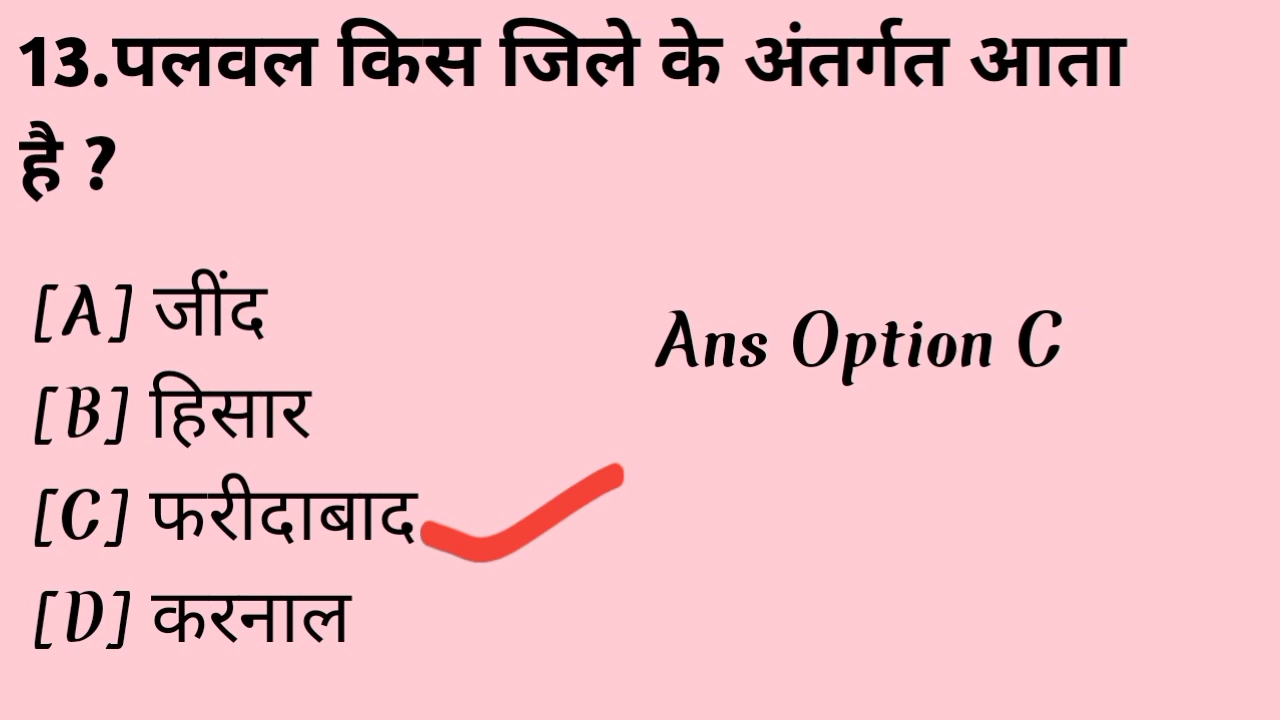 13.पलवल किस जिले के अंतर्गत आता
है ?
[A] जींद
[B] हिसार
[C] फरीदाबाद
[D] करनाल
Ans Option C